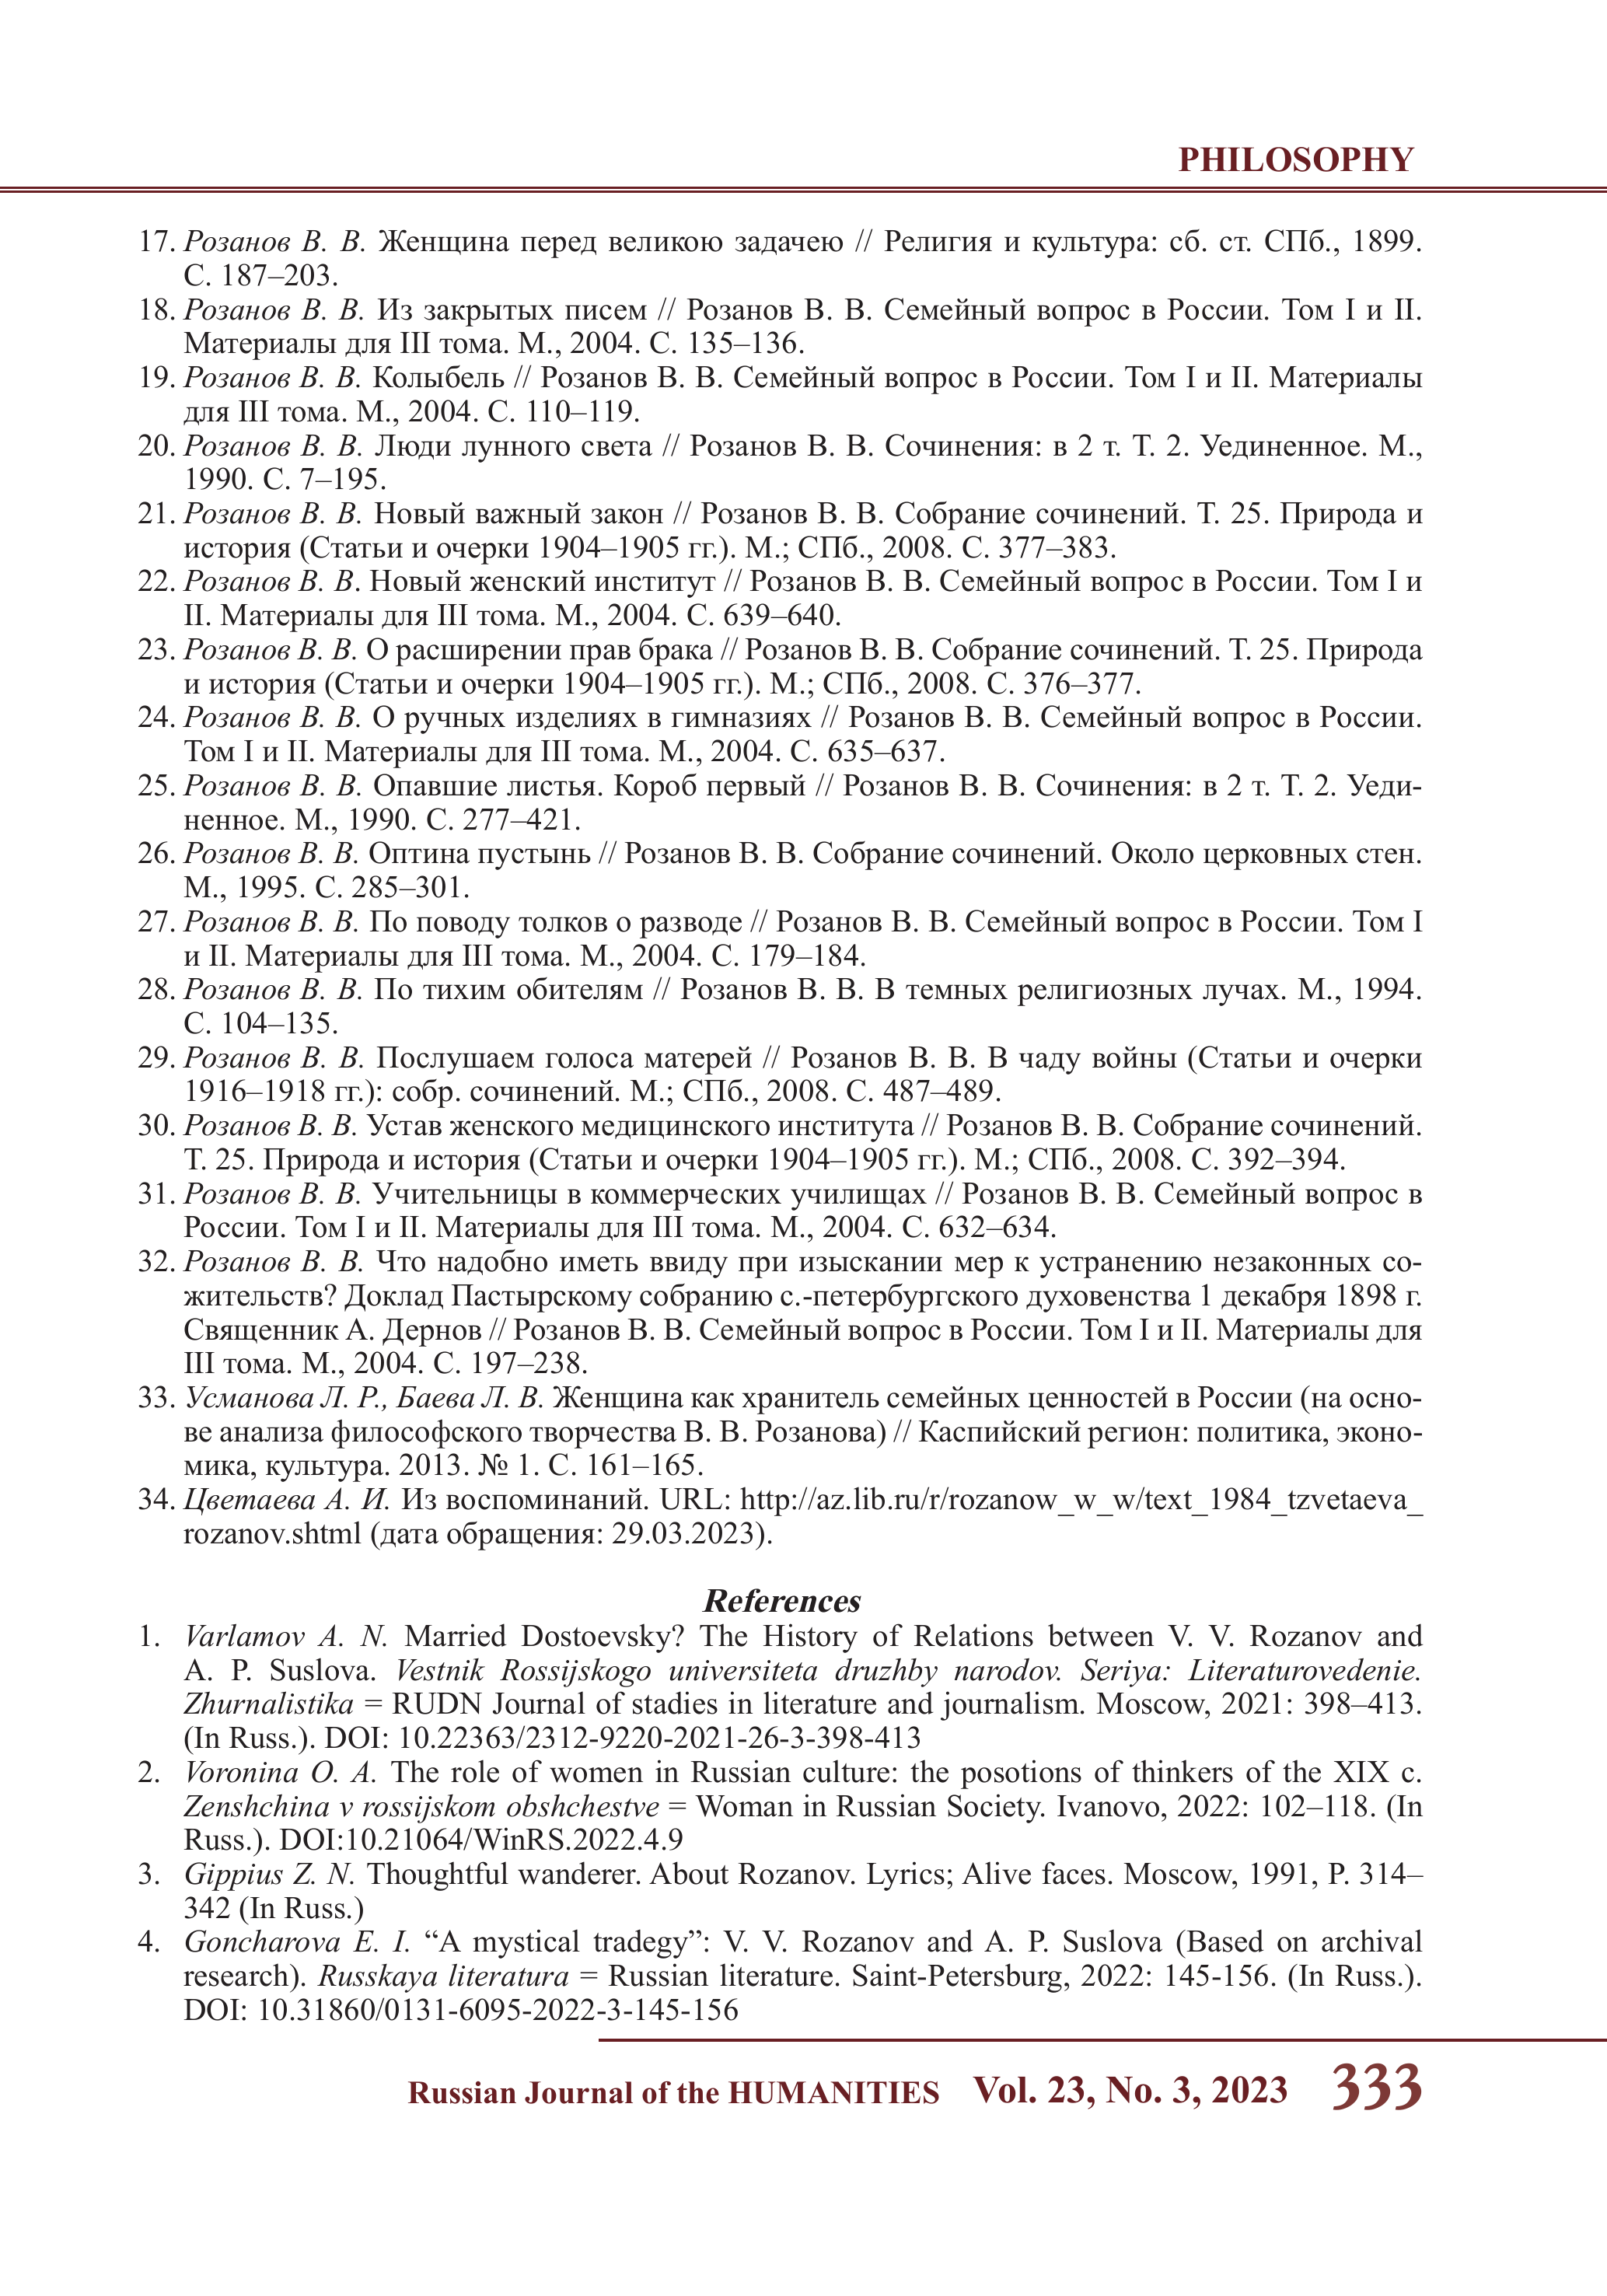 PHILOSOPHY
17. Розанов В. В. Женщина перед великою задачею // Религия и культура: сб. ст. СПб., 1899.
С. 187–203.
18. Розанов В. В. Из закрытых писем // Розанов В. В. Семейный вопрос в России. Том I и II.
Материалы для III тома. М., 2004. С. 135–136.
19. Розанов В. В. Колыбель // Розанов В. В. Семейный вопрос в России. Том I и II. Материалы
для III тома. М., 2004. С. 110–119.
20. Розанов В. В. Люди лунного света // Розанов В. В. Сочинения: в 2 т. Т. 2. Уединенное. М.,
1990. С. 7–195.
21. Розанов В. В. Новый важный закон // Розанов В. В. Собрание сочинений. Т. 25. Природа и
история (Статьи и очерки 1904–1905 гг.). М.; СПб., 2008. С. 377–383.
22. Розанов В. В. Новый женский институт // Розанов В. В. Семейный вопрос в России. Том I и
II. Материалы для III тома. М., 2004. С. 639–640.
23. Розанов В. В. О расширении прав брака // Розанов В. В. Собрание сочинений. Т. 25. Природа
и история (Статьи и очерки 1904–1905 гг.). М.; СПб., 2008. С. 376–377.
24. Розанов В. В. О ручных изделиях в гимназиях // Розанов В. В. Семейный вопрос в России.
Том I и II. Материалы для III тома. М., 2004. С. 635–637.
25. Розанов В. В. Опавшие листья. Короб первый // Розанов В. В. Сочинения: в 2 т. Т. 2. Уеди-
ненное. М., 1990. С. 277–421.
26. Розанов В. В. Оптина пустынь // Розанов В. В. Собрание сочинений. Около церковных стен.
М., 1995. С. 285–301.
27. Розанов В. В. По поводу толков о разводе // Розанов В. В. Семейный вопрос в России. Том I
и II. Материалы для III тома. М., 2004. С. 179–184.
28. Розанов В. В. По тихим обителям // Розанов В. В. В темных религиозных лучах. М., 1994.
С. 104–135.
29. Розанов В. В. Послушаем голоса матерей // Розанов В. В. В чаду войны (Статьи и очерки
1916–1918 гг.): собр. сочинений. М.; СПб., 2008. С. 487–489.
30. Розанов В. В. Устав женского медицинского института // Розанов В. В. Собрание сочинений.
Т. 25. Природа и история (Статьи и очерки 1904–1905 гг.). М.; СПб., 2008. С. 392–394.
31. Розанов В. В. Учительницы в коммерческих училищах // Розанов В. В. Семейный вопрос в
России. Том I и II. Материалы для III тома. М., 2004. С. 632–634.
32. Розанов В. В. Что надобно иметь ввиду при изыскании мер к устранению незаконных со-
жительств? Доклад Пастырскому собранию с.-петербургского духовенства 1 декабря 1898 г.
Священник А. Дернов // Розанов В. В. Семейный вопрос в России. Том I и II. Материалы для
III тома. М., 2004. С. 197–238.
33. Усманова Л. Р., Баева Л. В. Женщина как хранитель семейных ценностей в России (на осно-
ве анализа философского творчества В. В. Розанова) // Каспийский регион: политика, эконо-
мика, культура. 2013. № 1. С. 161–165.
34. Цветаева А. И. Из воспоминаний. URL: http://az.lib.ru/r/rozanow_w_w/text_1984_tzvetaeva_
rozanov.shtml (дата обращения: 29.03.2023).
References
1. Varlamov A. N. Married Dostoevsky? The History of Relations between V. V. Rozanov and
A. P. Suslova. Vestnik Rossijskogo universiteta druzhby narodov. Seriya: Literaturovedenie.
Zhurnalistika = RUDN Journal of stadies in literature and journalism. Moscow, 2021: 398–413.
(In Russ.). DOI: 10.22363/2312-9220-2021-26-3-398-413
2. Voronina O. A. The role of women in Russian culture: the posotions of thinkers of the XIX c.
Zenshchina v rossijskom obshchestve = Woman in Russian Society. Ivanovo, 2022: 102–118. (In
Russ.). DOI:10.21064/WinRS.2022.4.9
3. Gippius Z. N. Thoughtful wanderer. About Rozanov. Lyrics; Alive faces. Moscow, 1991, P. 314–
342 (In Russ.)
4. Goncharova E. I. “A mystical tradegy”: V. V. Rozanov and A. P. Suslova (Based on archival
research). Russkaya literatura = Russian literature. Saint-Petersburg, 2022: 145-156. (In Russ.).
DOI: 10.31860/0131-6095-2022-3-145-156
Russian Journal of the HUMANITIES Vol. 23, No. 3, 2023 333